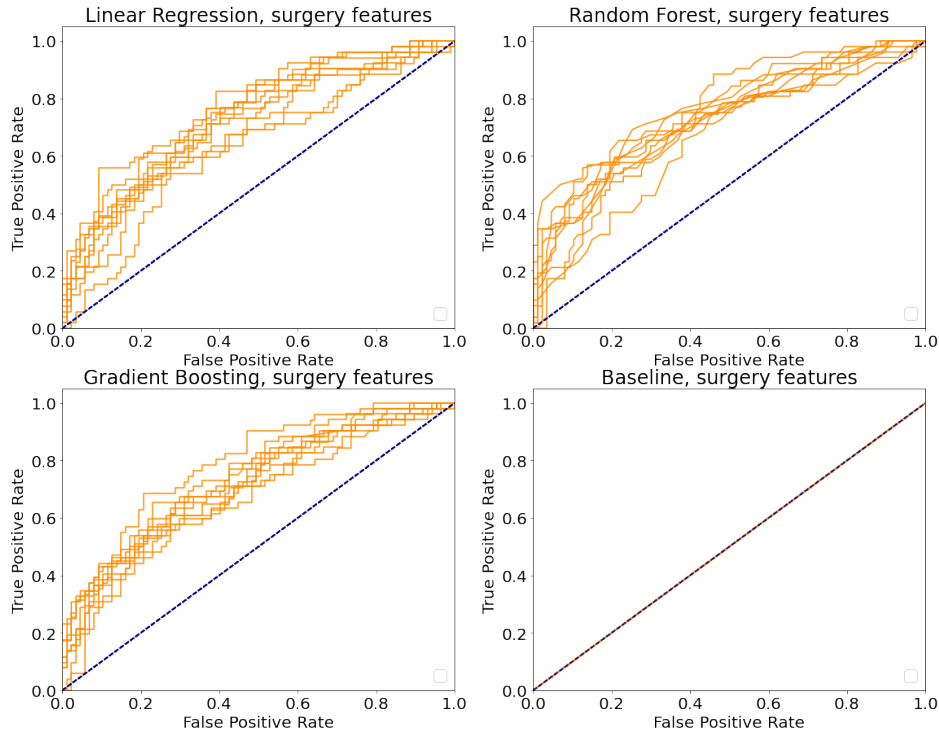 Linear Regression, surgery features
True Positive Rate
1.0
0.8
0.6
0.4
0.2
0.0
0.0 0.2 0.4 0.6 0.8 1.0
False Positive Rate
Random Forest, surgery features
True Positive Rate
1.0
0.8
0.6
0.4
0.2
0.0
0.0 0.2 0.4 0.6 0.8 1.0
False Positive Rate
Gradient Boosting, surgery features
True Positive Rate
1.0
0.8
0.6
0.4
0.2
0.0
0.0 0.2 0.4 0.6 0.8 1.0
False Positive Rate
Baseline, surgery features
True Positive Rate
1.0
0.8
0.6
0.4
0.2
0.0
0.0 0.2 0.4 0.6 0.8 1.0
False Positive Rate